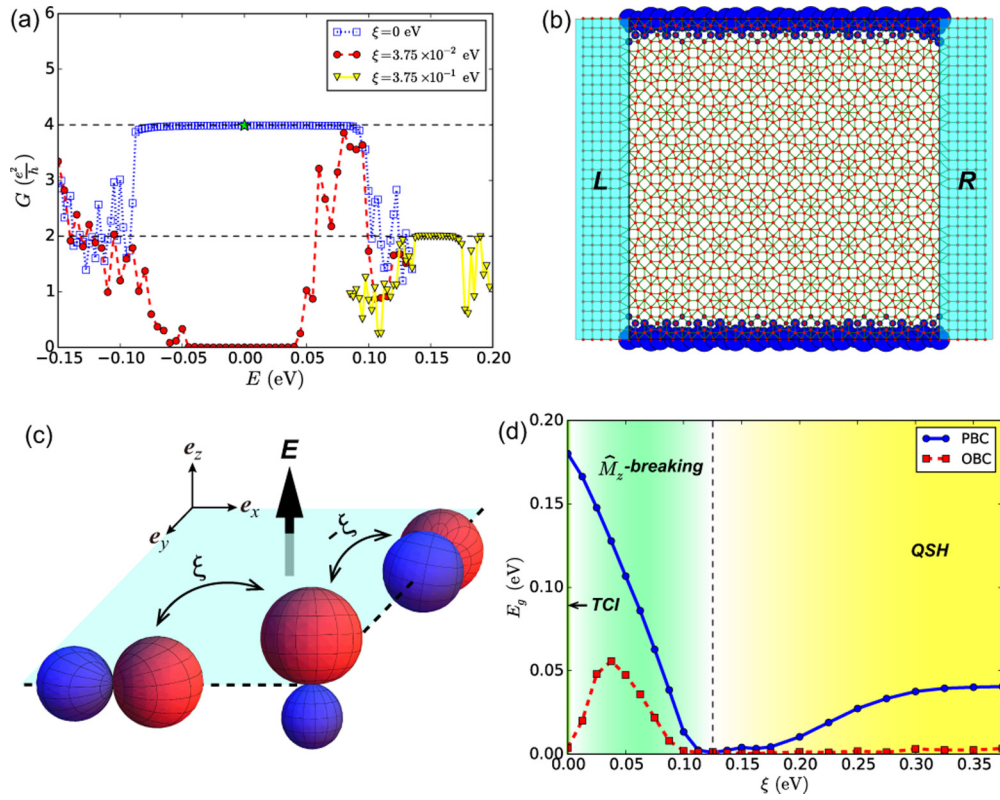 (a)
ξ=0 eV
ξ=3.75×10⁻² eV
ξ=3.75×10⁻¹ eV
G (e²/h)
6
5
4
3
2
1
0
−0.15 −0.10 −0.05 0.00 0.05 0.10 0.15 0.20
E (eV)
(b)
L
R
(c)
e_z
e_x
e_y
E
ξ
-ξ
(d)
PBC
OBC
M̂_z-breaking
QSH
TCI
E_g (eV)
0.20
0.15
0.10
0.05
0.00
0.00 0.05 0.10 0.15 0.20 0.25 0.30 0.35
ξ (eV)